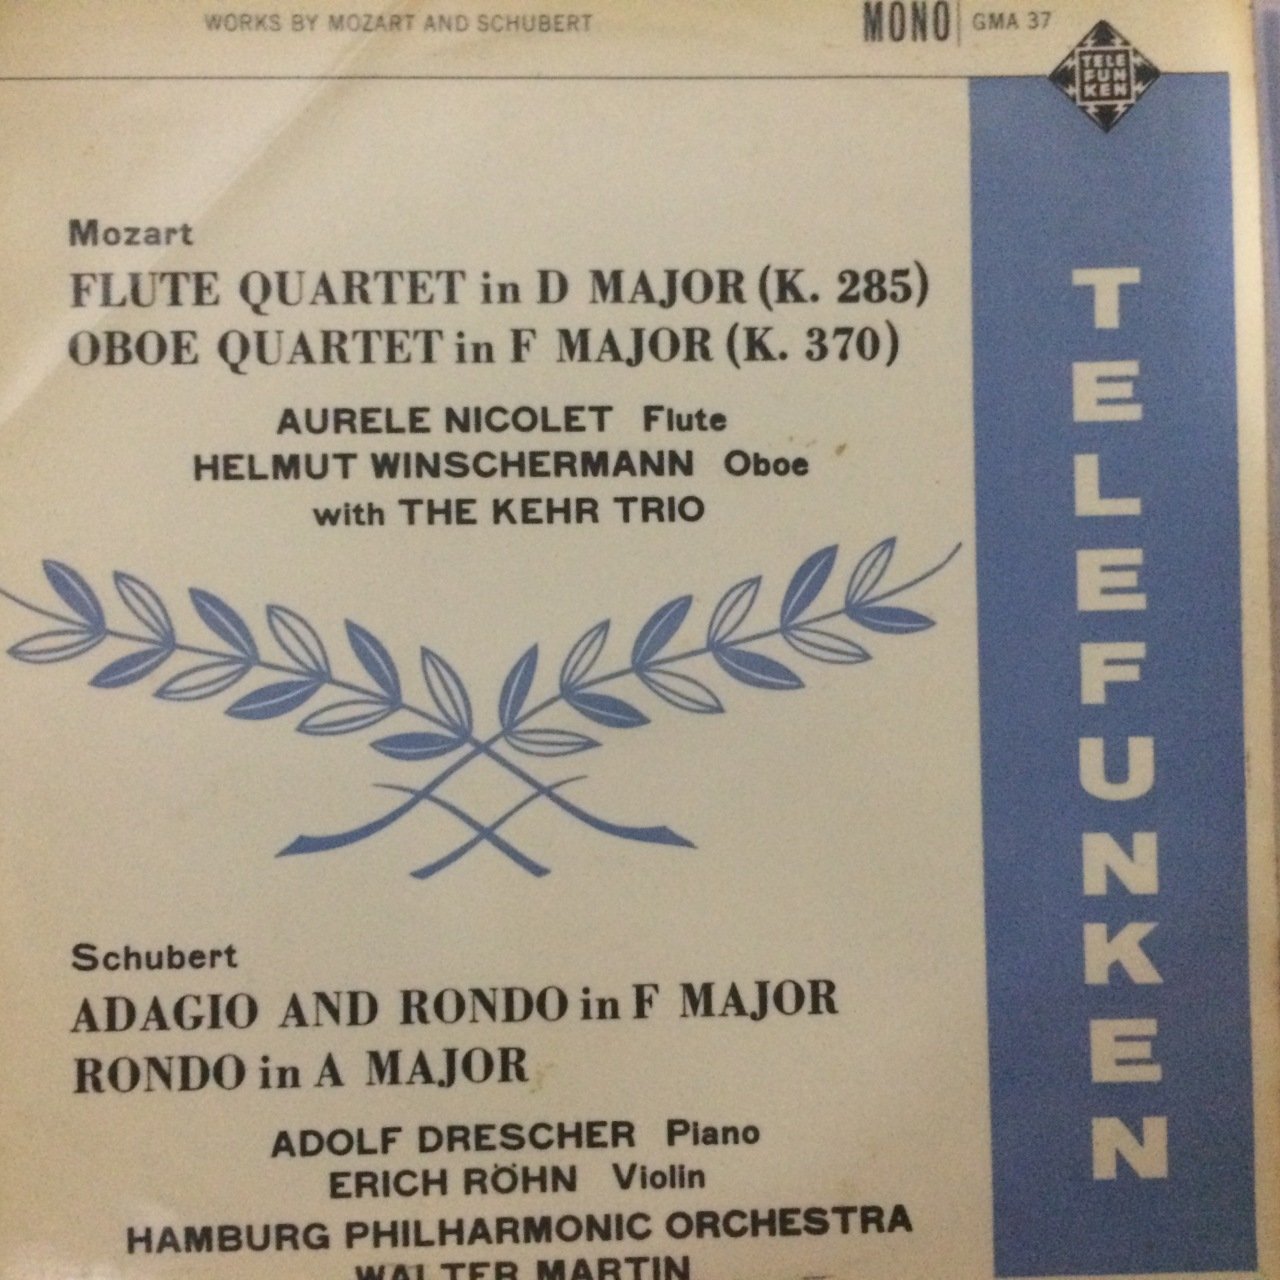 WORKS BY MOZART AND SCHUBERT
MONO GMA 37
TELE
FUN
KEN
Mozart
FLUTE QUARTET in D MAJOR (K. 285)
OBOE QUARTET in F MAJOR (K. 370)
AURELE NICOLET Flute
HELMUT WINSCHERMANN Oboe
with THE KEHR TRIO
Schubert
ADAGIO AND RONDO in F MAJOR
RONDO in A MAJOR
ADOLF DRESCHER Piano
ERICH RÖHN Violin
HAMBURG PHILHARMONIC ORCHESTRA
WALTER MARTIN
TELEFUNKEN